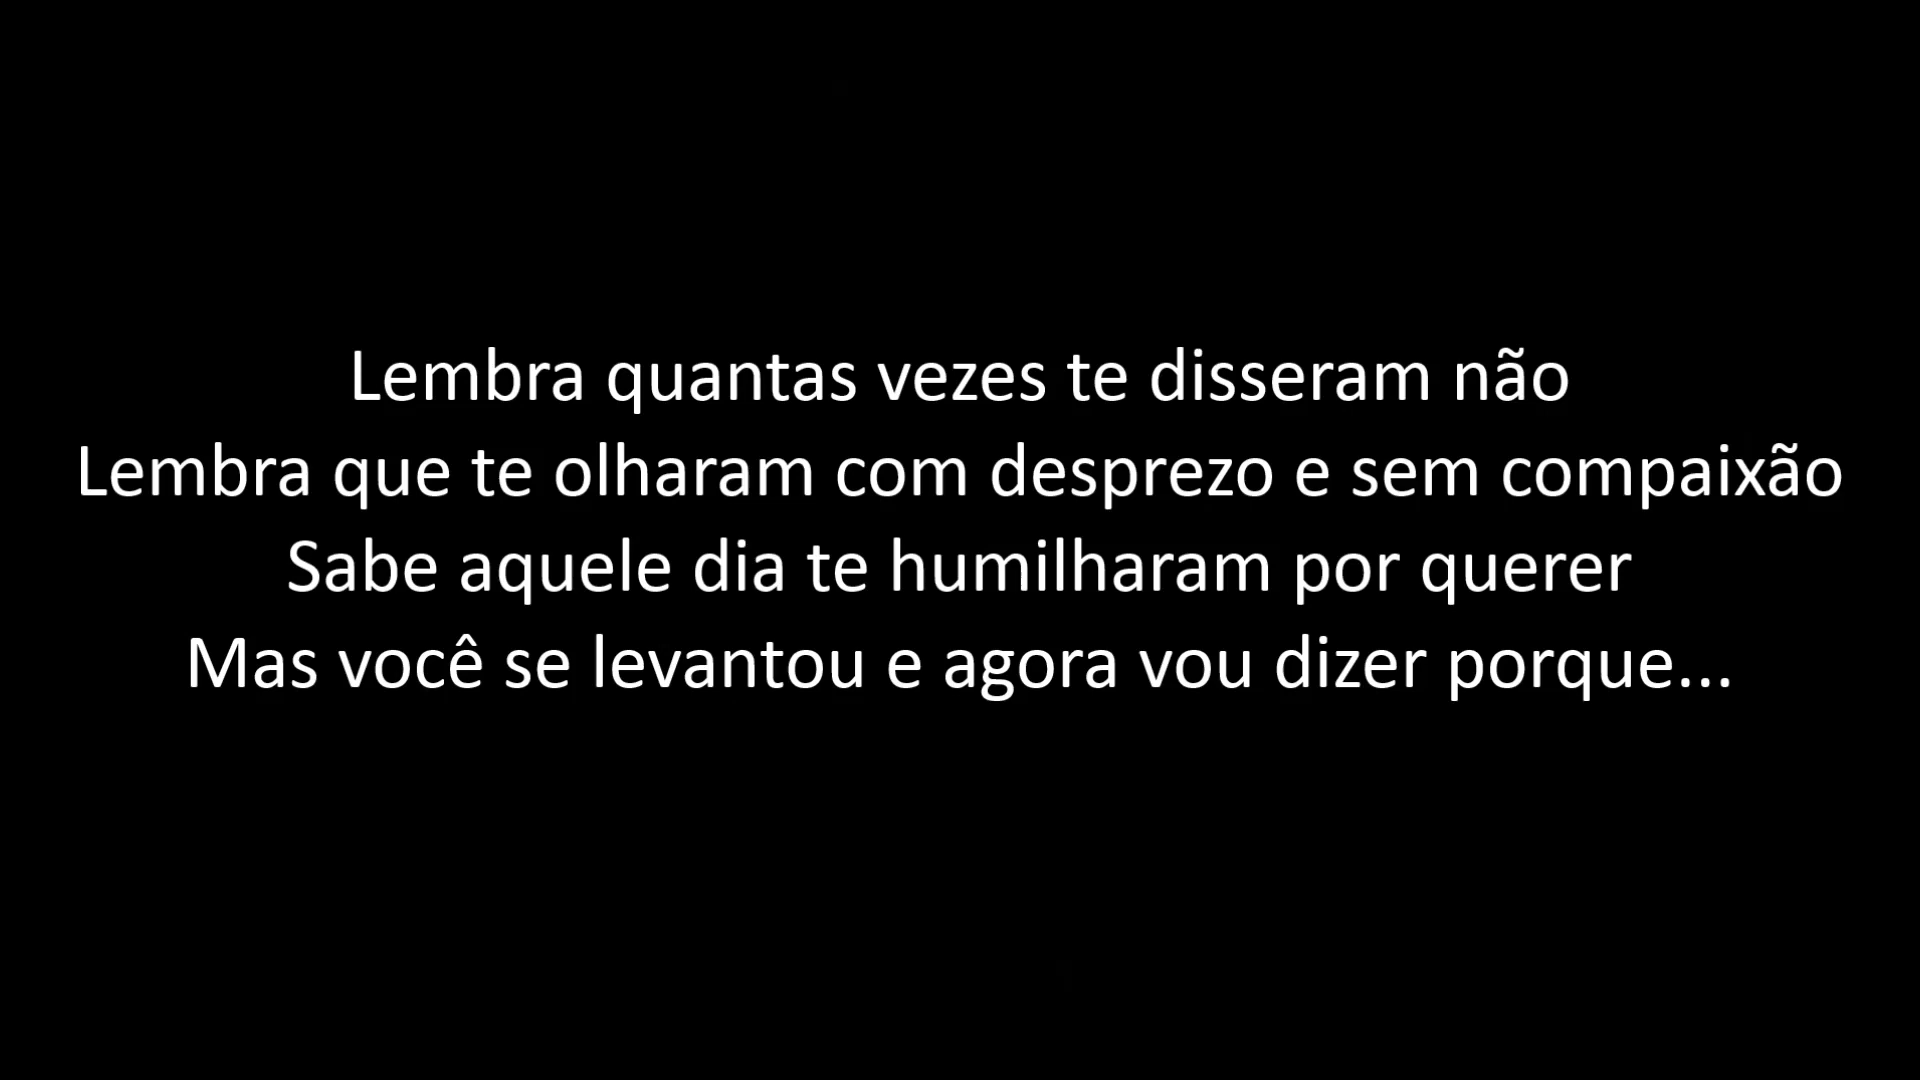 Lembra quantas vezes te disseram não
Lembra que te olharam com desprezo e sem compaixão
Sabe aquele dia te humilharam por querer
Mas você se levantou e agora vou dizer porque...